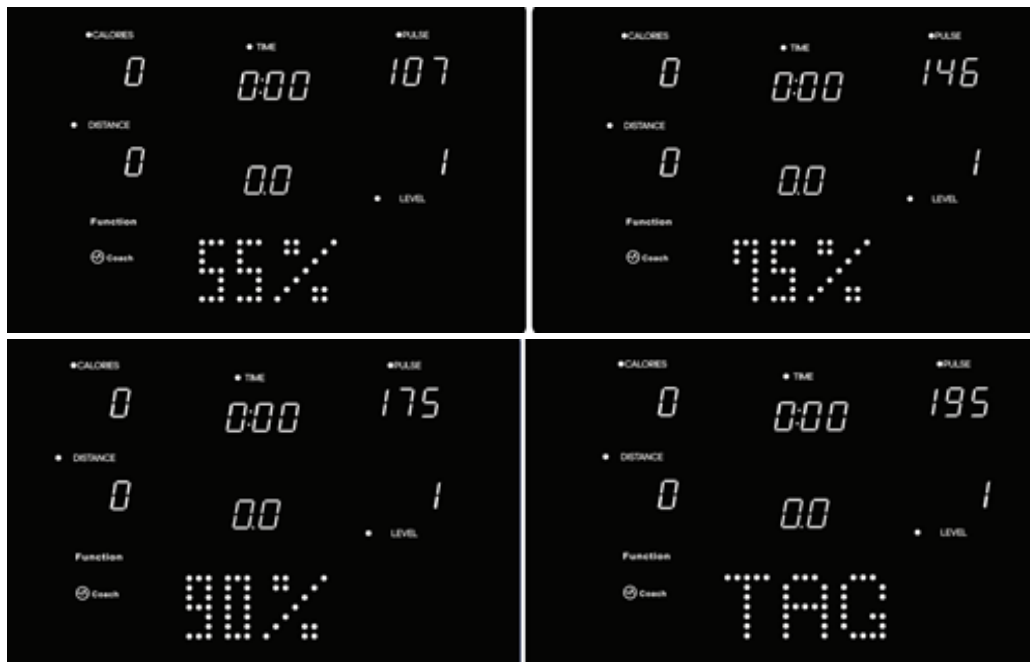 CALORIES TIME PULSE
0 0:00 107
DISTANCE
0 0.0 1
LEVEL
Function
Coach
55%
CALORIES TIME PULSE
0 0:00 146
DISTANCE
0 0.0 1
LEVEL
Function
Coach
75%
CALORIES TIME PULSE
0 0:00 175
DISTANCE
0 0.0 1
LEVEL
Function
Coach
90%
CALORIES TIME PULSE
0 0:00 195
DISTANCE
0 0.0 1
LEVEL
Function
Coach
TAG